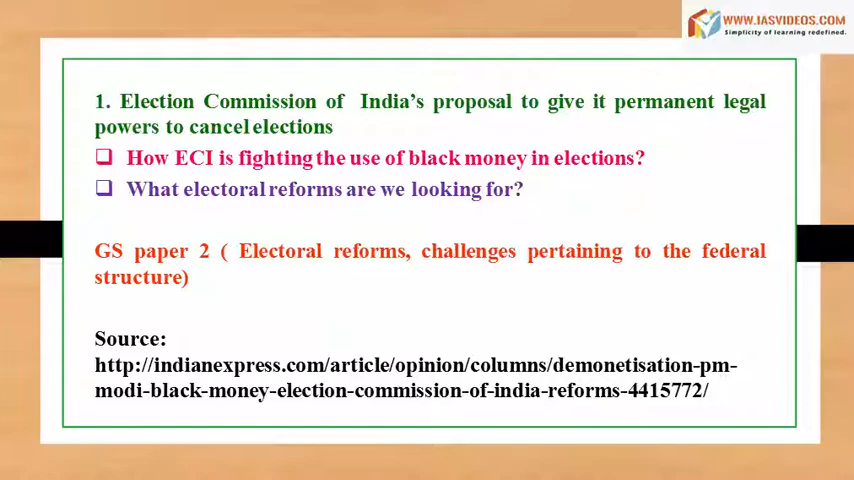 WWW.IASVIDEOS.COM
Simplicity of learning redefined.
1. Election Commission of India's proposal to give it permanent legal
powers to cancel elections
How ECI is fighting the use of black money in elections?
What electoral reforms are we looking for?
GS paper 2 ( Electoral reforms, challenges pertaining to the federal
structure)
Source:
http://indianexpress.com/article/opinion/columns/demonetisation-pm-
modi-black-money-election-commission-of-india-reforms-4415772/